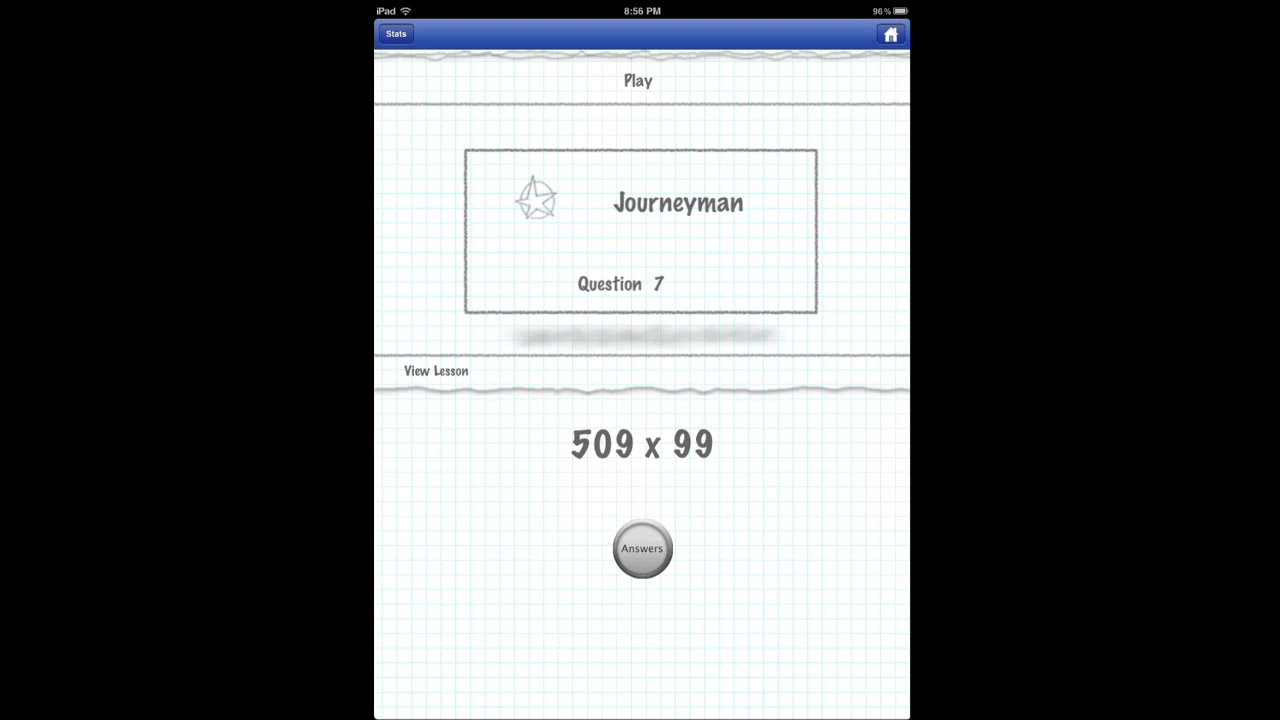 iPad 8:56 PM 96%
Stats
Play
Journeyman
Question 7
View Lesson
509 x 99
Answers